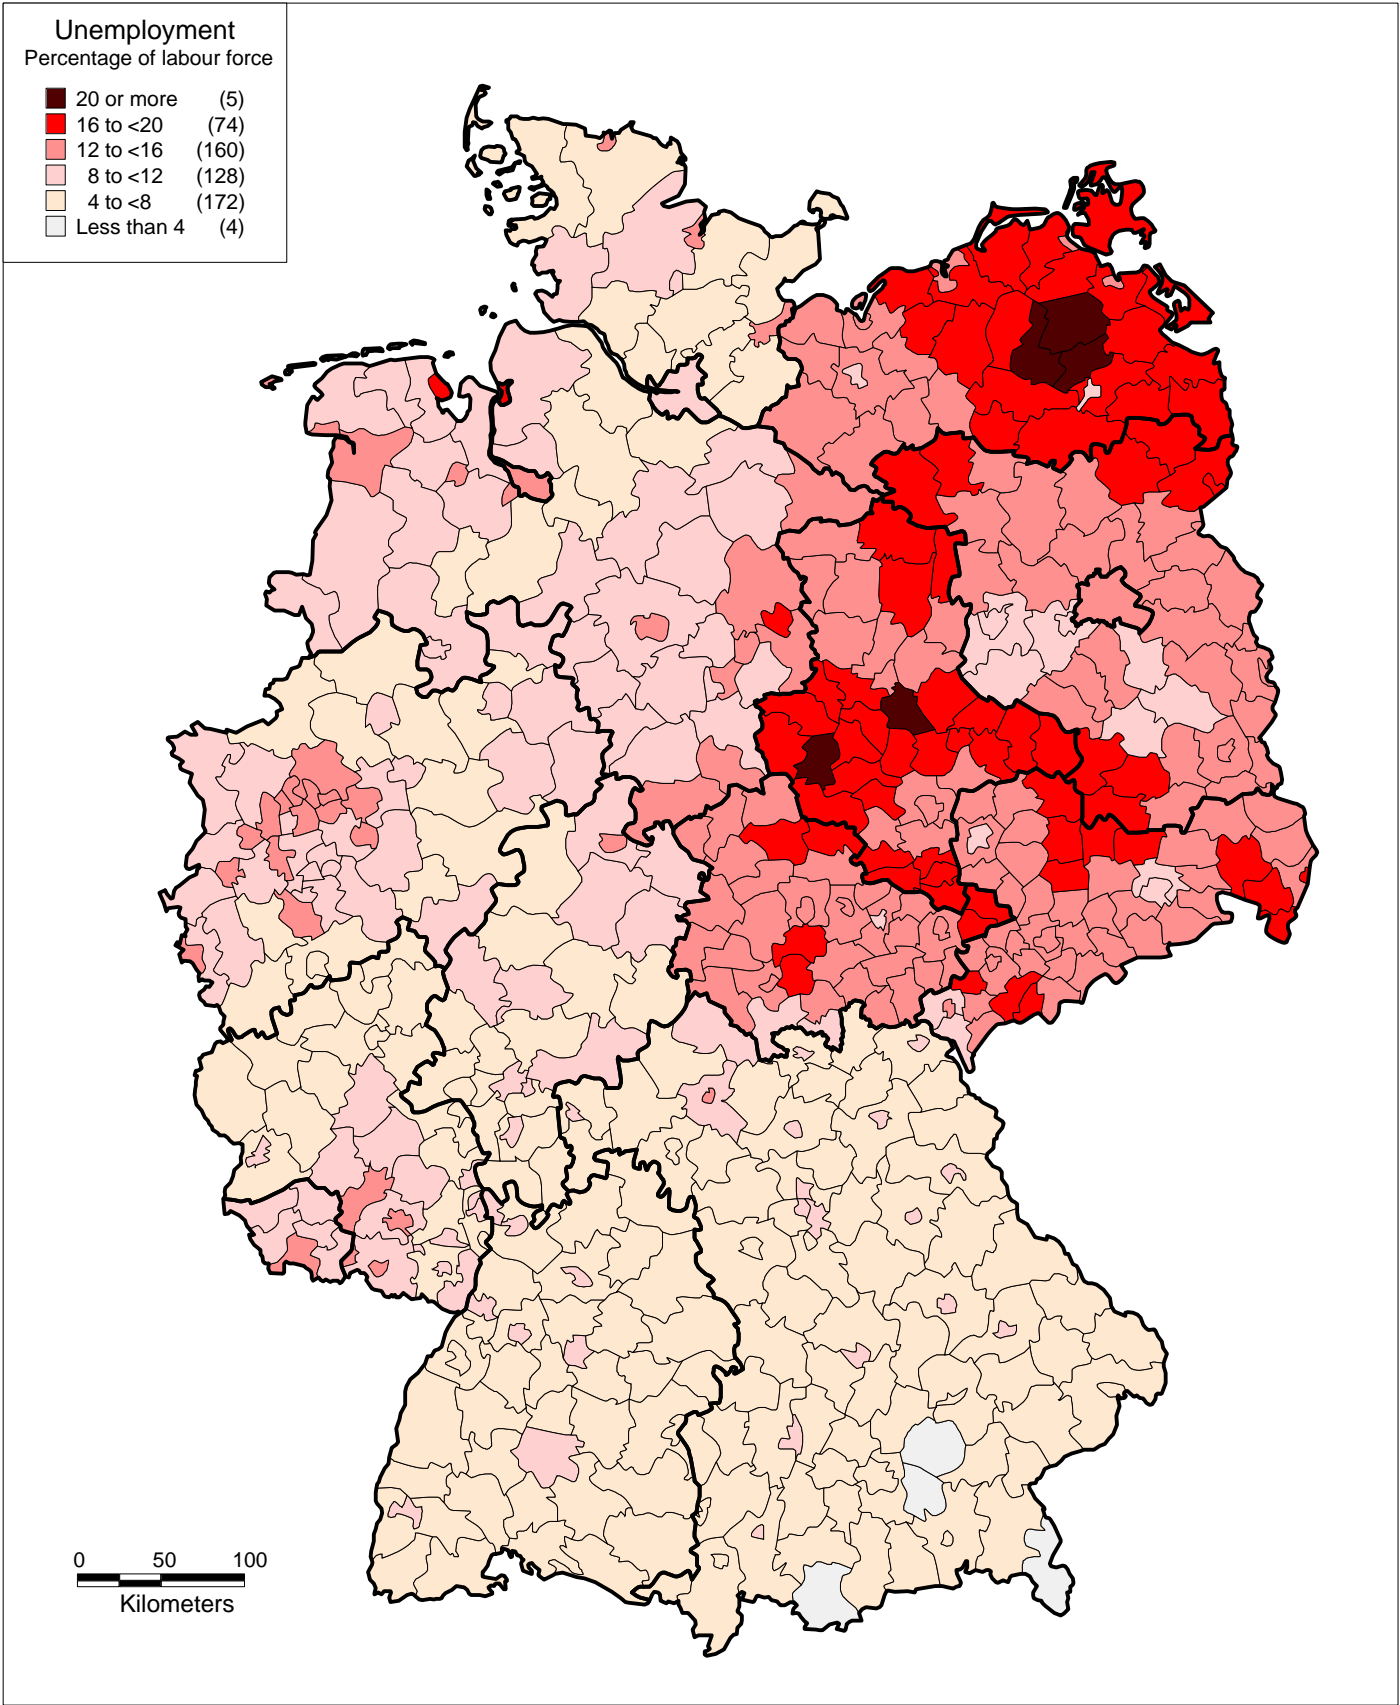 Unemployment
Percentage of labour force
20 or more (5)
16 to <20 (74)
12 to <16 (160)
8 to <12 (128)
4 to <8 (172)
Less than 4 (4)
0 50 100
Kilometers